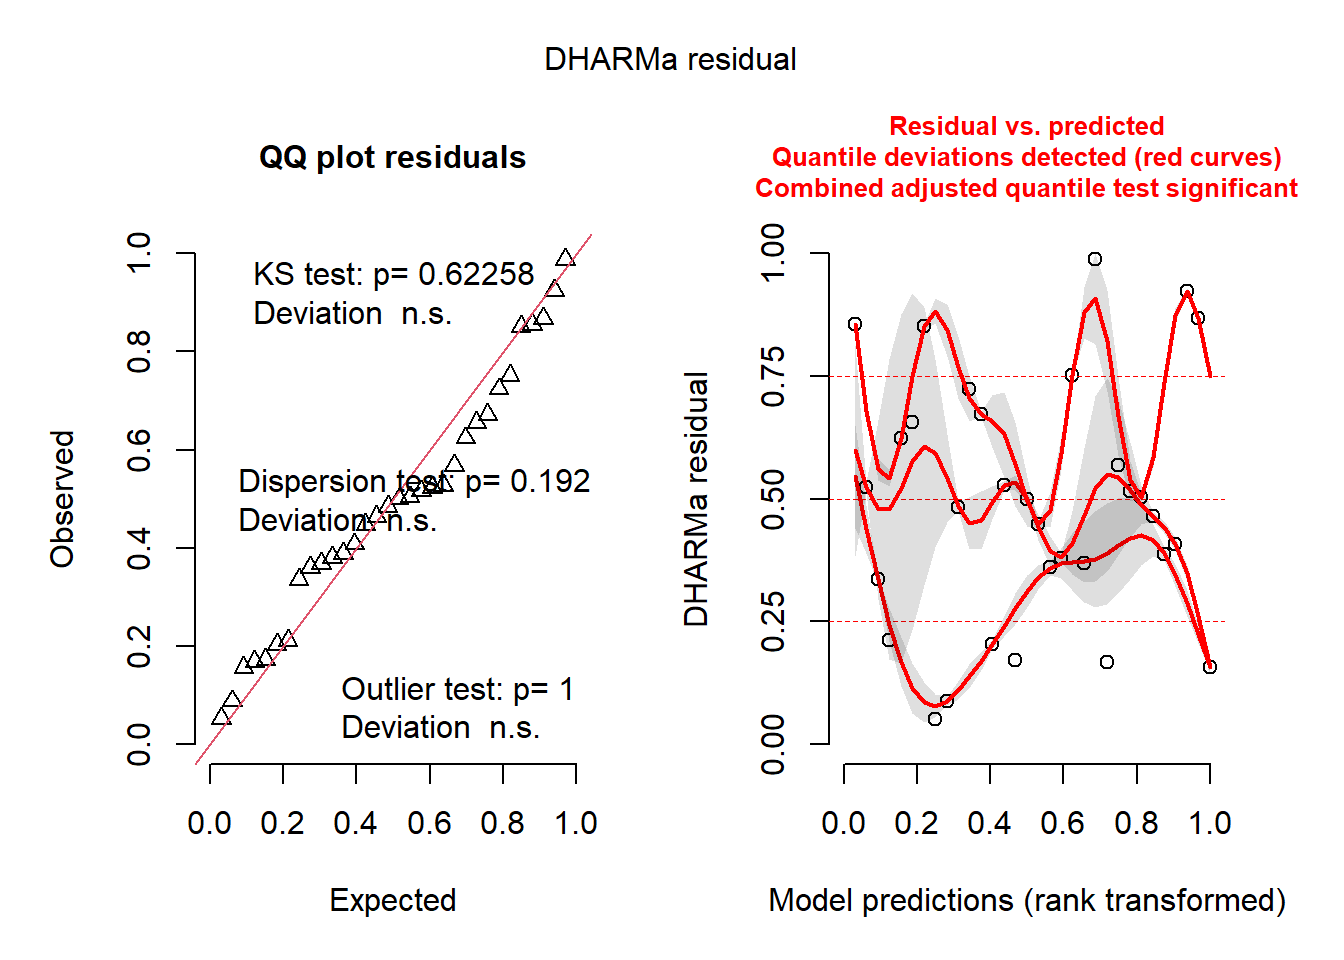 DHARMa residual
QQ plot residuals
KS test: p= 0.62258
Deviation  n.s.
Dispersion test: p= 0.192
Deviation  n.s.
Outlier test: p= 1
Deviation  n.s.
Observed
0.0
0.2
0.4
0.6
0.8
1.0
0.0 0.2 0.4 0.6 0.8 1.0
Expected
Residual vs. predicted
Quantile deviations detected (red curves)
Combined adjusted quantile test significant
DHARMa residual
0.00
0.25
0.50
0.75
1.00
0.0 0.2 0.4 0.6 0.8 1.0
Model predictions (rank transformed)